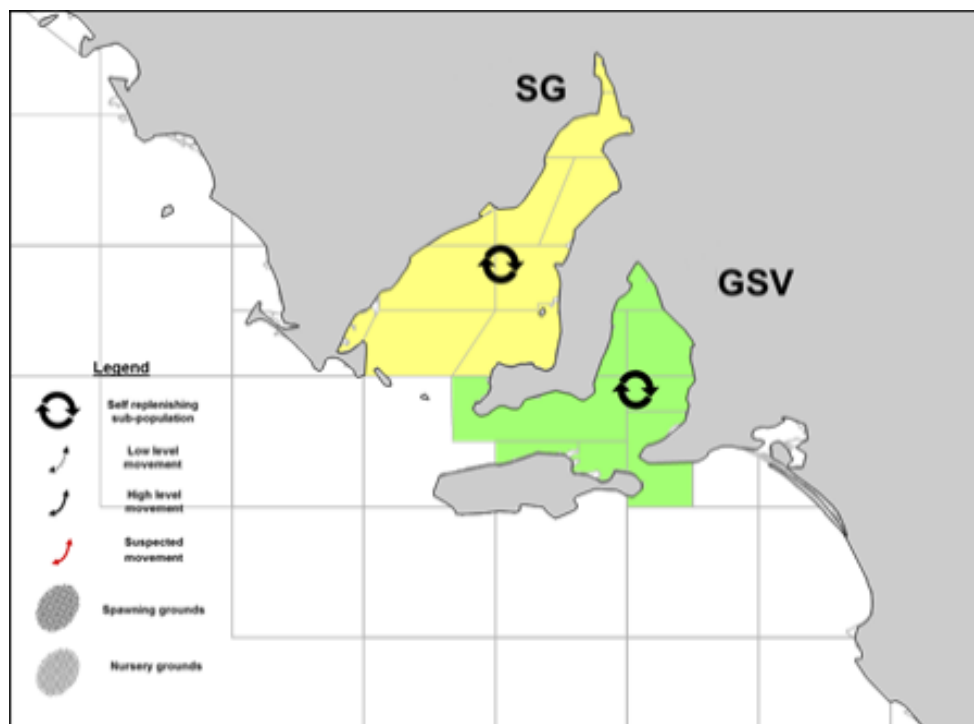 SG
GSV
Legend
Self replenishing
sub-population
Low level
movement
High level
movement
Suspected
movement
Spawning grounds
Nursery grounds